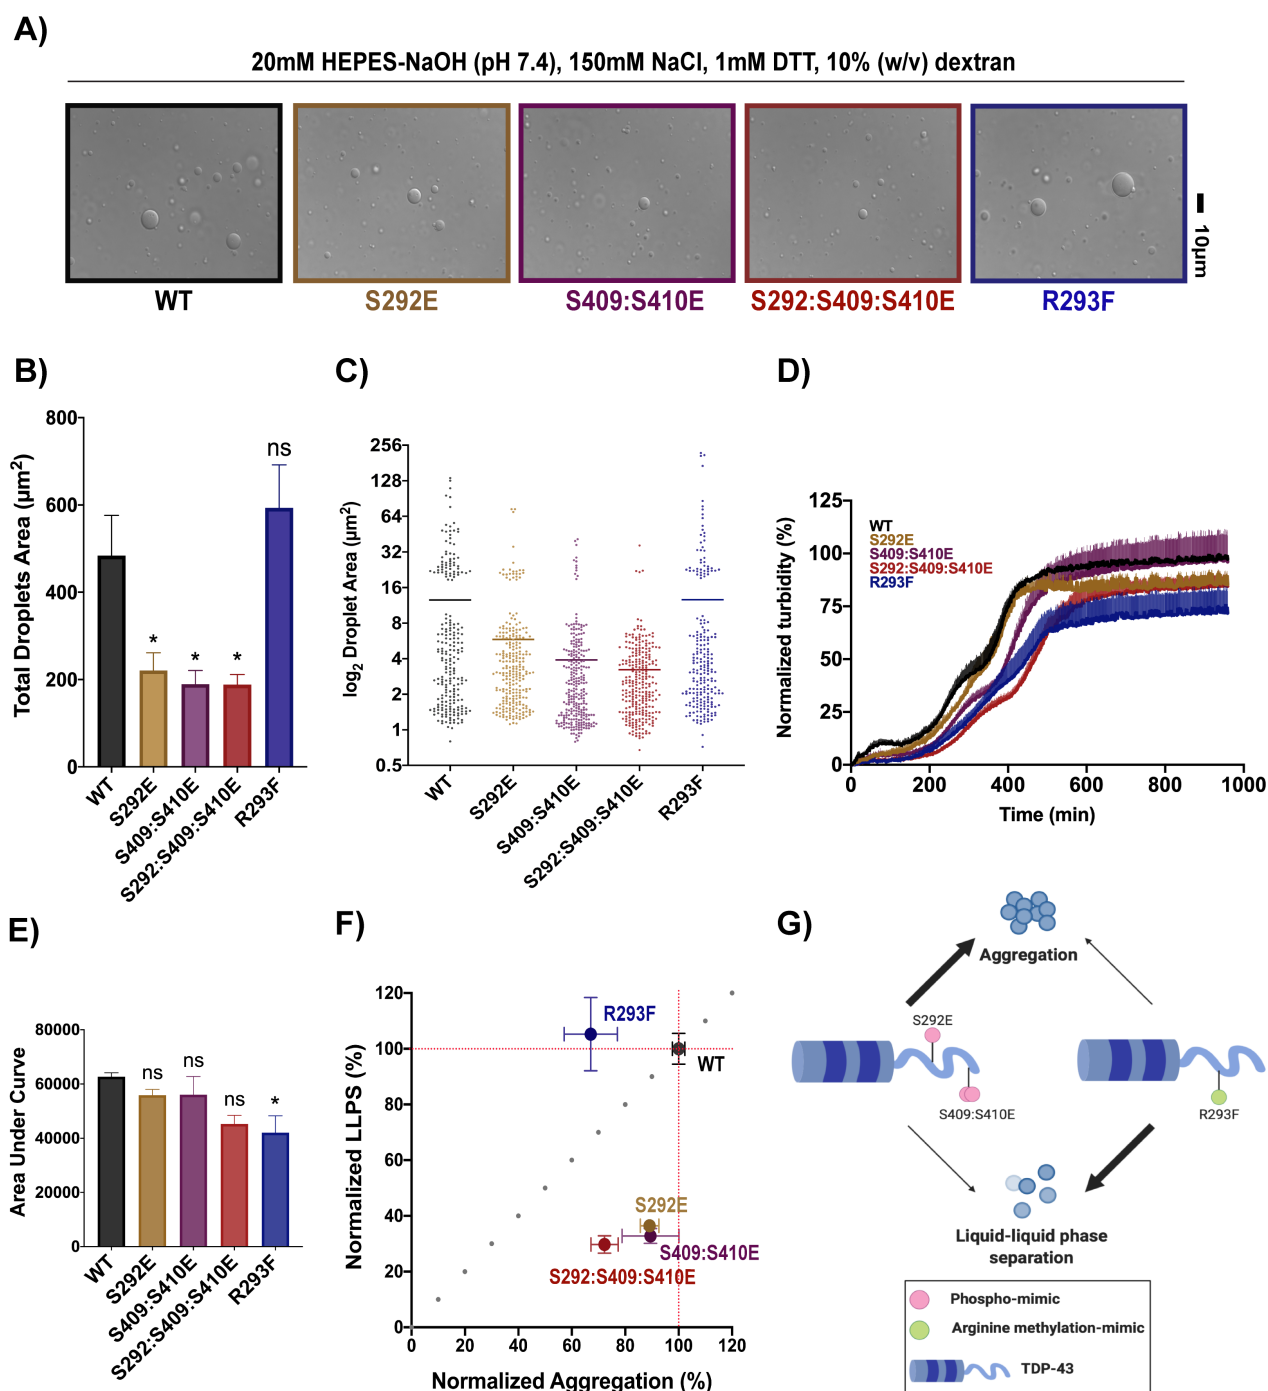 A)
20mM HEPES-NaOH (pH 7.4), 150mM NaCl, 1mM DTT, 10% (w/v) dextran
WT
S292E
S409:S410E
S292:S409:S410E
R293F
10μm
B)
Total Droplets Area (μm²)
800
600
400
200
0
*
*
*
ns
WT
S292E
S409:S410E
S292:S409:S410E
R293F
C)
log₂ Droplet Area (μm²)
256
128
64
32
16
8
4
2
1
0.5
WT
S292E
S409:S410E
S292:S409:S410E
R293F
D)
Normalized turbidity (%)
125
100
75
50
25
0
WT
S292E
S409:S410E
S292:S409:S410E
R293F
0
200
400
600
800
1000
Time (min)
E)
Area Under Curve
80000
60000
40000
20000
0
ns
ns
ns
*
WT
S292E
S409:S410E
S292:S409:S410E
R293F
F)
Normalized LLPS (%)
120
100
80
60
40
20
0
R293F
WT
S292E
S409:S410E
S292:S409:S410E
0
20
40
60
80
100
120
Normalized Aggregation (%)
G)
Aggregation
S292E
S409:S410E
R293F
Liquid-liquid phase
separation
Phospho-mimic
Arginine methylation-mimic
TDP-43